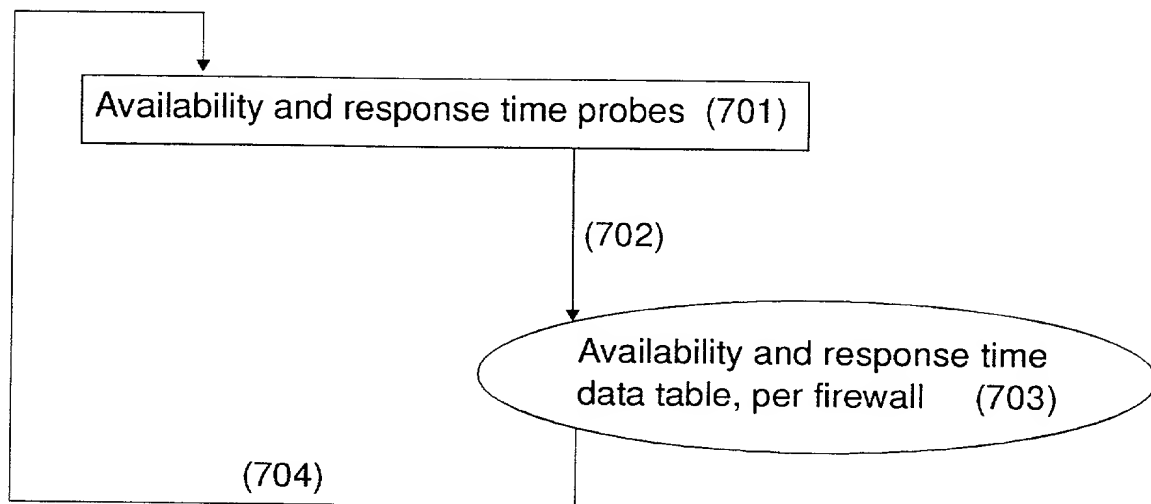 Availability and response time probes (701)
(702)
Availability and response time
data table, per firewall (703)
(704)